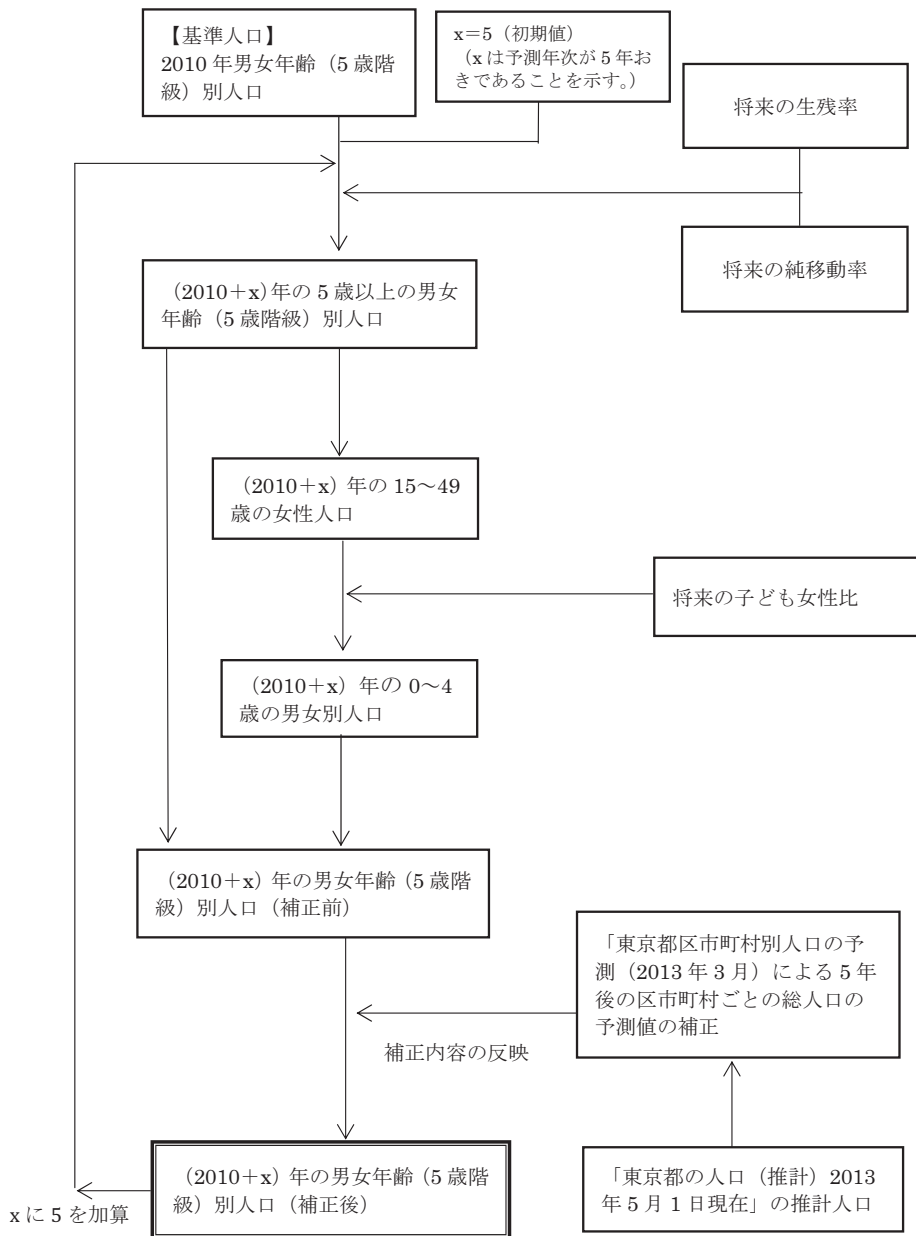 【基準人口】
2010 年男女年齢（5 歳階
級）別人口
x＝5（初期値）
（x は予測年次が 5 年お
きであることを示す。）
将来の生残率
将来の純移動率
（2010＋x）年の 5 歳以上の男女
年齢（5 歳階級）別人口
（2010＋x）年の 15～49
歳の女性人口
将来の子ども女性比
（2010＋x）年の 0～4
歳の男女別人口
（2010＋x）年の男女年齢（5 歳階
級）別人口（補正前）
「東京都区市町村別人口の予
測（2013 年 3 月）による 5 年
後の区市町村ごとの総人口の
予測値の補正
補正内容の反映
（2010＋x）年の男女年齢（5 歳階
級）別人口（補正後）
「東京都の人口（推計）2013
年 5 月 1 日現在」の推計人口
x に 5 を加算